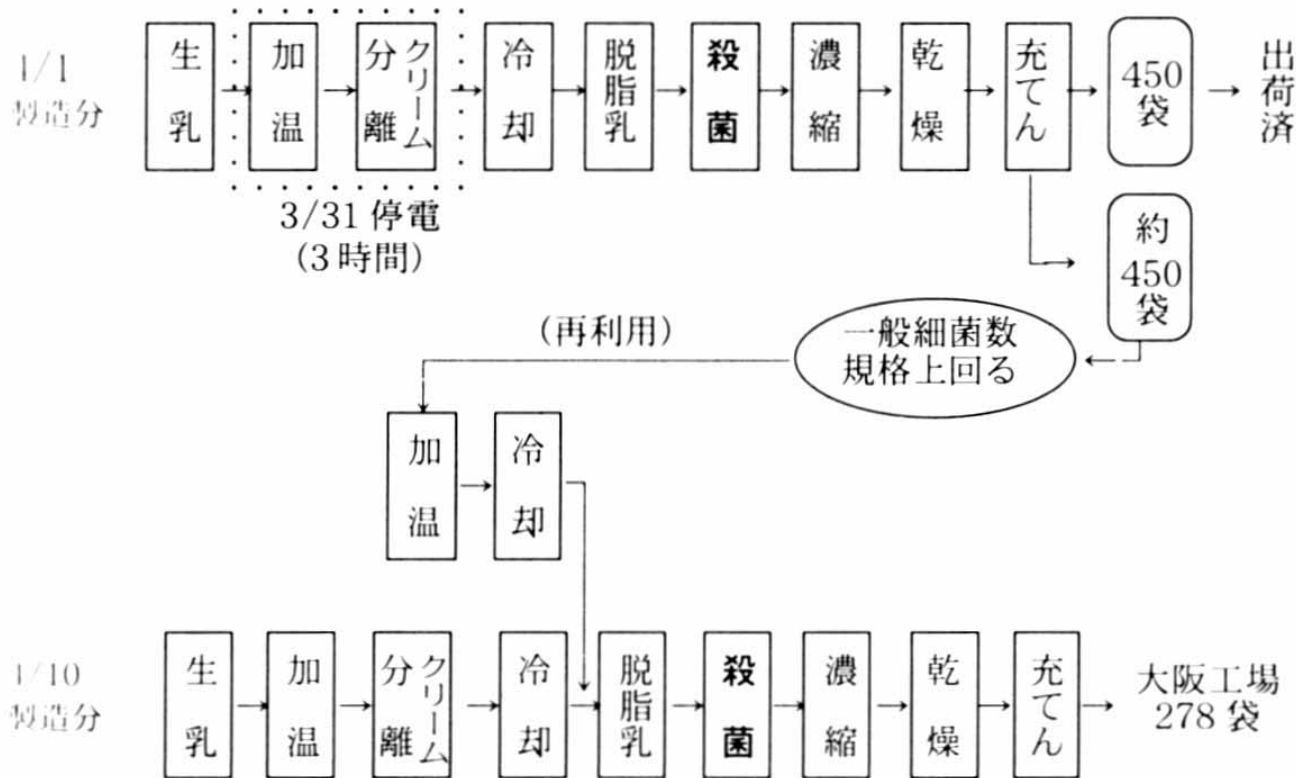 4/1
製造分
生乳
加温
クリーム
分離
冷却
脱脂乳
殺菌
濃縮
乾燥
充てん
450
袋
出荷済
3/31 停電
(3時間)
約
450
袋
一般細菌数
規格上回る
(再利用)
加温
冷却
4/10
製造分
生乳
加温
クリーム
分離
冷却
脱脂乳
殺菌
濃縮
乾燥
充てん
大阪工場
278 袋